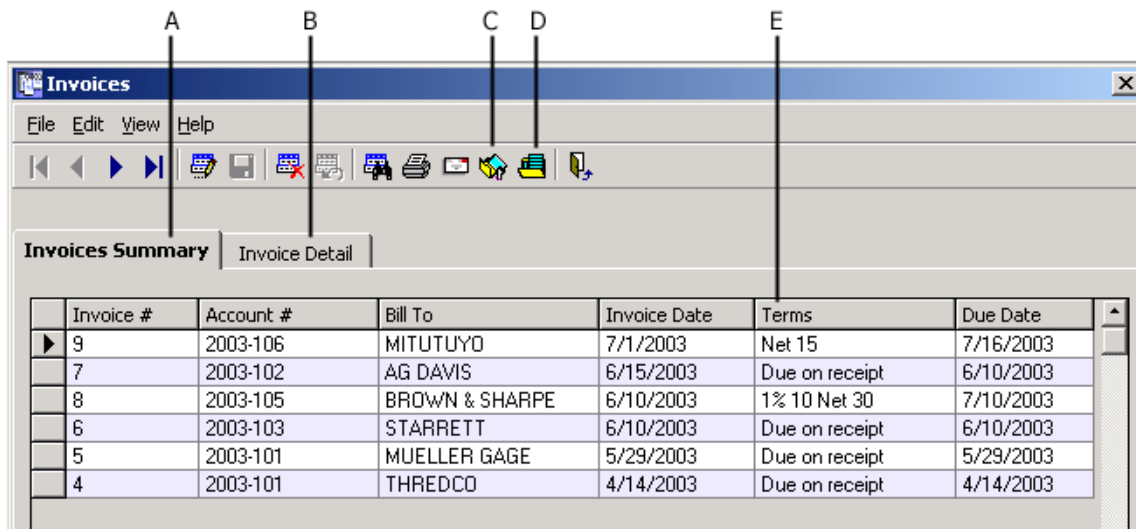 A B C D E
Invoices
File Edit View Help
Invoices Summary Invoice Detail
Invoice # Account # Bill To Invoice Date Terms Due Date
9 2003-106 MITUTUYO 7/1/2003 Net 15 7/16/2003
7 2003-102 AG DAVIS 6/15/2003 Due on receipt 6/10/2003
8 2003-105 BROWN & SHARPE 6/10/2003 1% 10 Net 30 7/10/2003
6 2003-103 STARRETT 6/10/2003 Due on receipt 6/10/2003
5 2003-101 MUELLER GAGE 5/29/2003 Due on receipt 5/29/2003
4 2003-101 THREDCO 4/14/2003 Due on receipt 4/14/2003